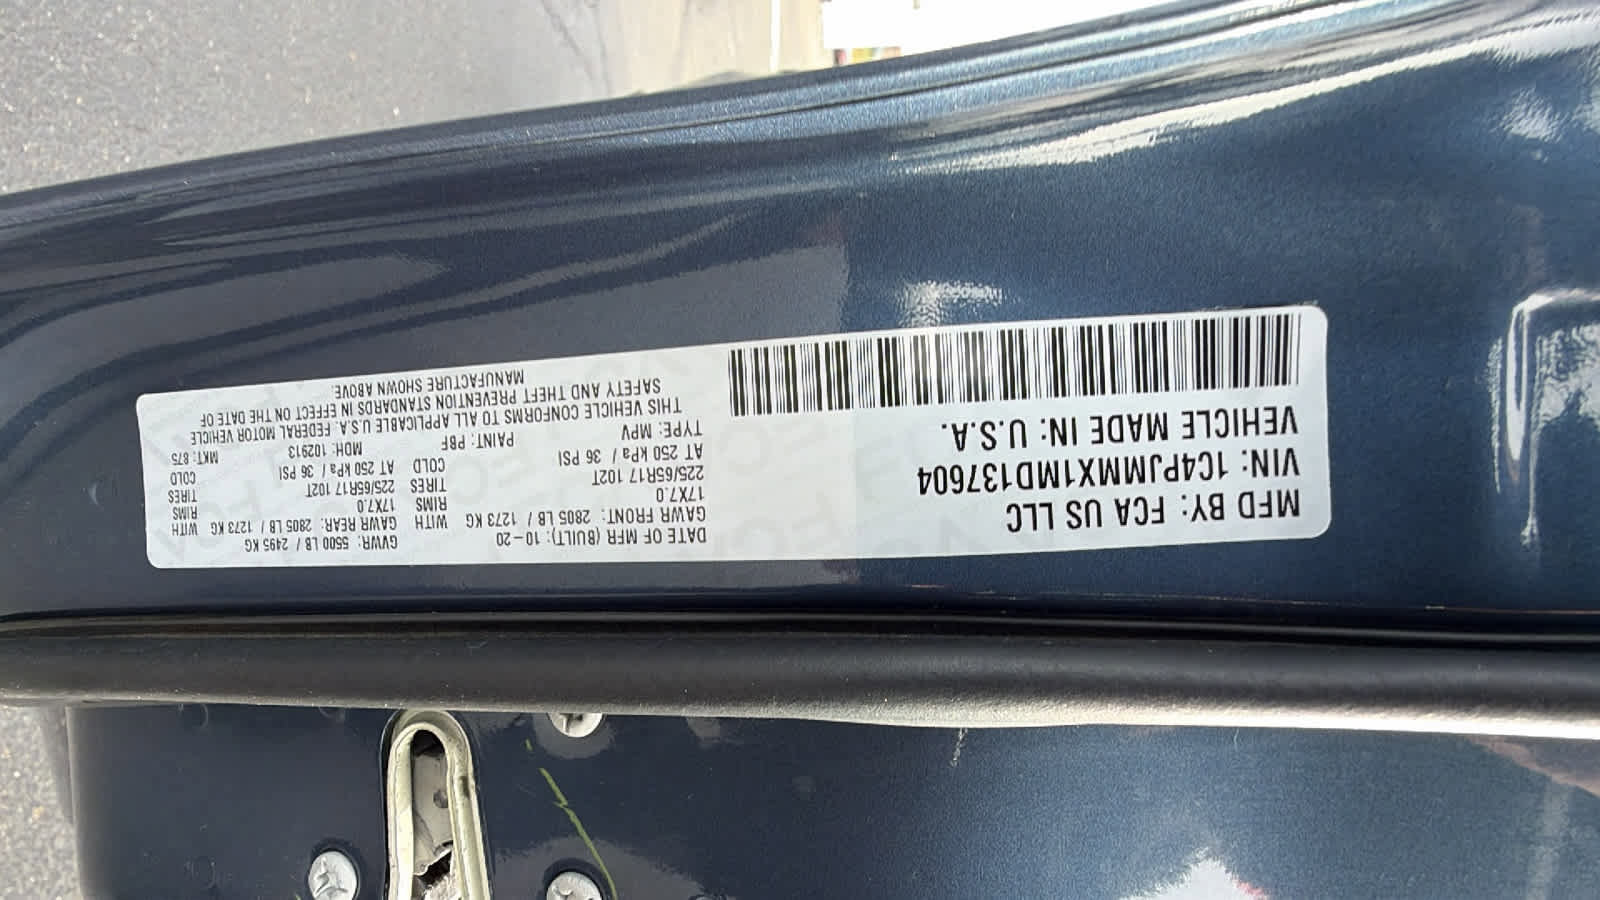 MFD BY: FCA US LLC
VIN: 1C4PJMMX1MD137604
VEHICLE MADE IN: U.S.A.
DATE OF MFR (BUILT): 10-20 GVWR: 5500 LB / 2495 KG
GAWR FRONT: 2805 LB / 1273 KG WITH GAWR REAR: 2805 LB / 1273 KG WITH
17X7.0 RIMS 17X7.0 RIMS
225/65R17 102T TIRES 225/65R17 102T TIRES
AT 250 kPa / 36 PSI COLD AT 250 kPa / 36 PSI COLD
TYPE: MPV PAINT: PBF MDH: 102913 MKT: 875
THIS VEHICLE CONFORMS TO ALL APPLICABLE U.S.A. FEDERAL MOTOR VEHICLE
SAFETY AND THEFT PREVENTION STANDARDS IN EFFECT ON THE DATE OF
MANUFACTURE SHOWN ABOVE.